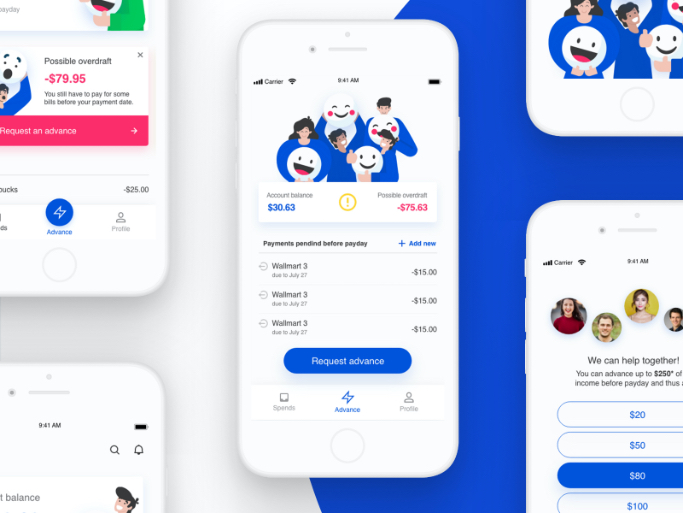 payday
Possible overdraft
-$79.95
You still have to pay for some
bills before your payment date.
Request an advance
-$25.00
Advance
Profile
9:41 AM
Carrier
9:41 AM
Account balance
Possible overdraft
$30.63
-$75.63
Payments pendind before payday
+ Add new
Wallmart 3
due to July 27
-$15.00
Wallmart 3
due to July 27
-$15.00
Wallmart 3
due to July 27
-$15.00
Request advance
Spends
Advance
Profile
Carrier
9:41 AM
We can help together!
You can advance up to $250* of
income before payday and thus
$20
$50
$80
$100